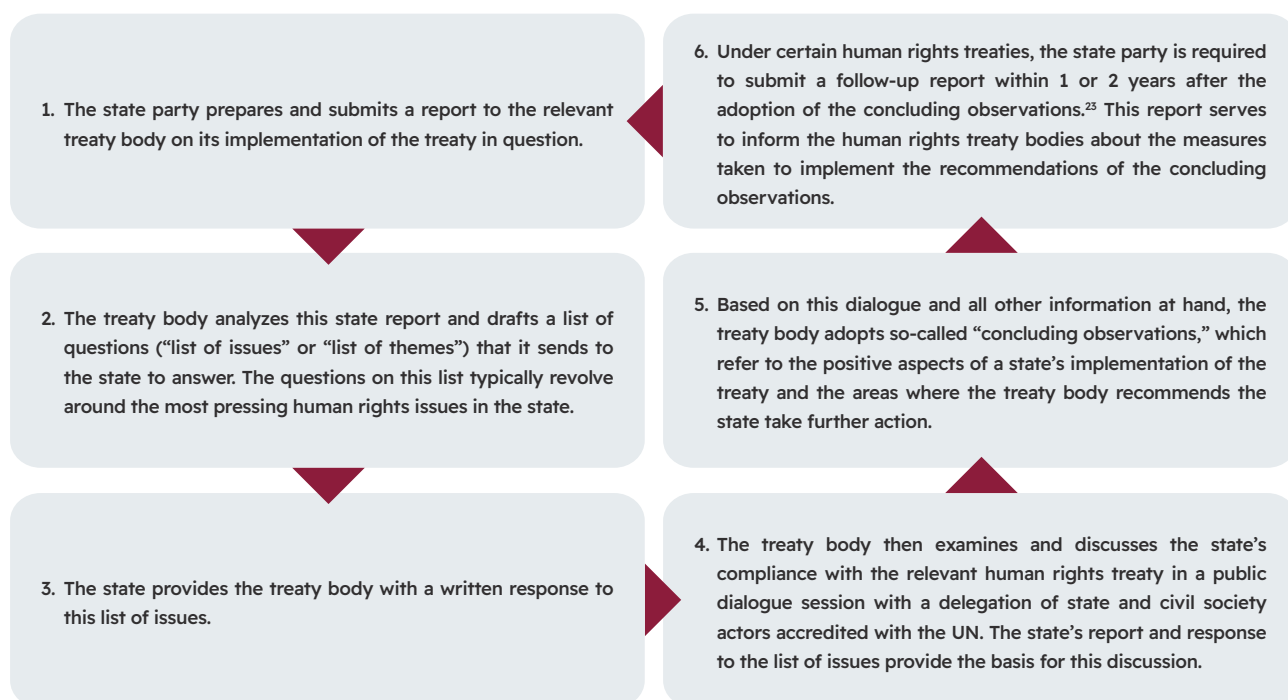 1. The state party prepares and submits a report to the relevant
treaty body on its implementation of the treaty in question.
2. The treaty body analyzes this state report and drafts a list of
questions (“list of issues” or “list of themes”) that it sends to
the state to answer. The questions on this list typically revolve
around the most pressing human rights issues in the state.
3. The state provides the treaty body with a written response to
this list of issues.
4. The treaty body then examines and discusses the state’s
compliance with the relevant human rights treaty in a public
dialogue session with a delegation of state and civil society
actors accredited with the UN. The state’s report and response
to the list of issues provide the basis for this discussion.
5. Based on this dialogue and all other information at hand, the
treaty body adopts so-called “concluding observations,” which
refer to the positive aspects of a state’s implementation of the
treaty and the areas where the treaty body recommends the
state take further action.
6. Under certain human rights treaties, the state party is required
to submit a follow-up report within 1 or 2 years after the
adoption of the concluding observations.²³ This report serves
to inform the human rights treaty bodies about the measures
taken to implement the recommendations of the concluding
observations.